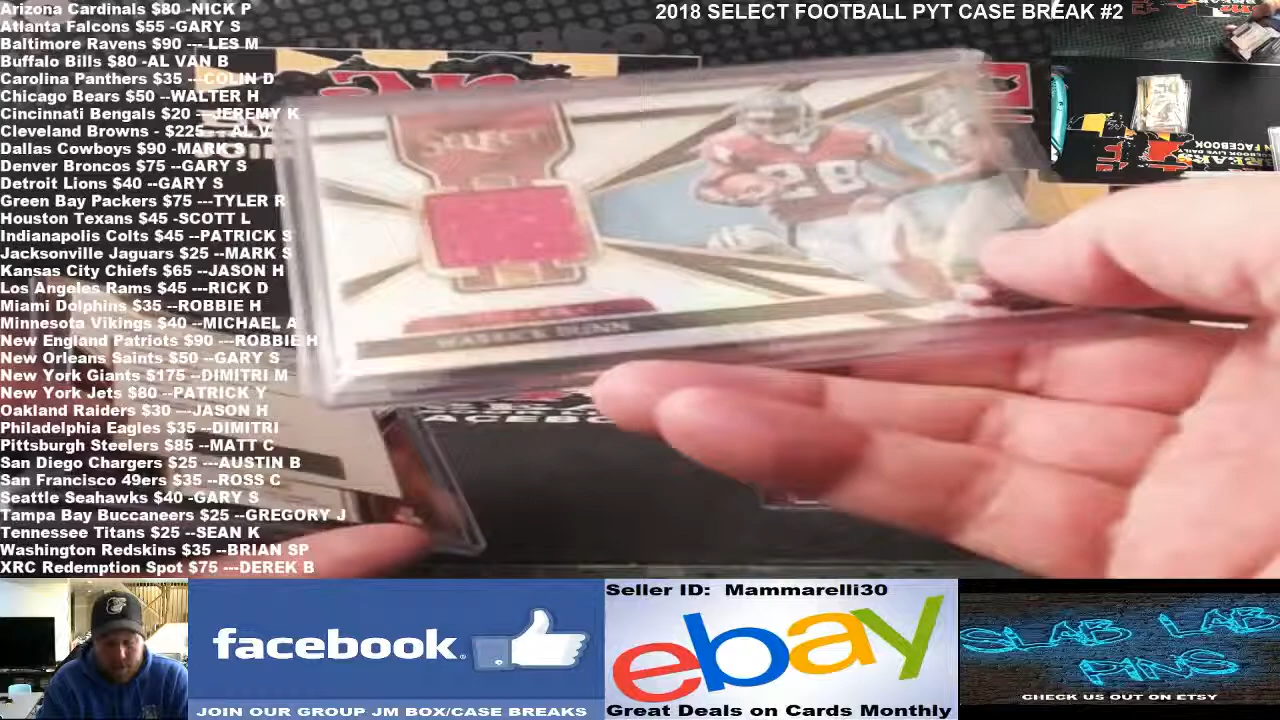 Arizona Cardinals $80 -NICK P
Atlanta Falcons $55 -GARY S
Baltimore Ravens $90 --- LES M
Buffalo Bills $80 -AL VAN B
Carolina Panthers $35 ---COLIN D
Chicago Bears $50 --WALTER H
Cincinnati Bengals $20 ---JEREMY K
Cleveland Browns - $225--- AL V
Dallas Cowboys $90 -MARK S
Denver Broncos $75 --GARY S
Detroit Lions $40 --GARY S
Green Bay Packers $75 ---TYLER R
Houston Texans $45 -SCOTT L
Indianapolis Colts $45 --PATRICK S
Jacksonville Jaguars $25 --MARK S
Kansas City Chiefs $65 --JASON H
Los Angeles Rams $45 ---RICK D
Miami Dolphins $35 --ROBBIE H
Minnesota Vikings $40 --MICHAEL A
New England Patriots $90 ---ROBBIE H
New Orleans Saints $50 --GARY S
New York Giants $175 --DIMITRI M
New York Jets $80 --PATRICK Y
Oakland Raiders $30 ---JASON H
Philadelphia Eagles $35 --DIMITRI
Pittsburgh Steelers $85 --MATT C
San Diego Chargers $25 ---AUSTIN B
San Francisco 49ers $35 --ROSS C
Seattle Seahawks $40 -GARY S
Tampa Bay Buccaneers $25 --GREGORY J
Tennessee Titans $25 --SEAN K
Washington Redskins $35 --BRIAN SP
XRC Redemption Spot $75 ---DEREK B
2018 SELECT FOOTBALL PYT CASE BREAK #2
SELECT
28
WARRICK DUNN
BREAKS
N FACEBOOK
facebook
JOIN OUR GROUP JM BOX/CASE BREAKS
Seller ID: Mammarelli30
ebay
Great Deals on Cards Monthly
SLAB LAB
PINS
CHECK US OUT ON ETSY